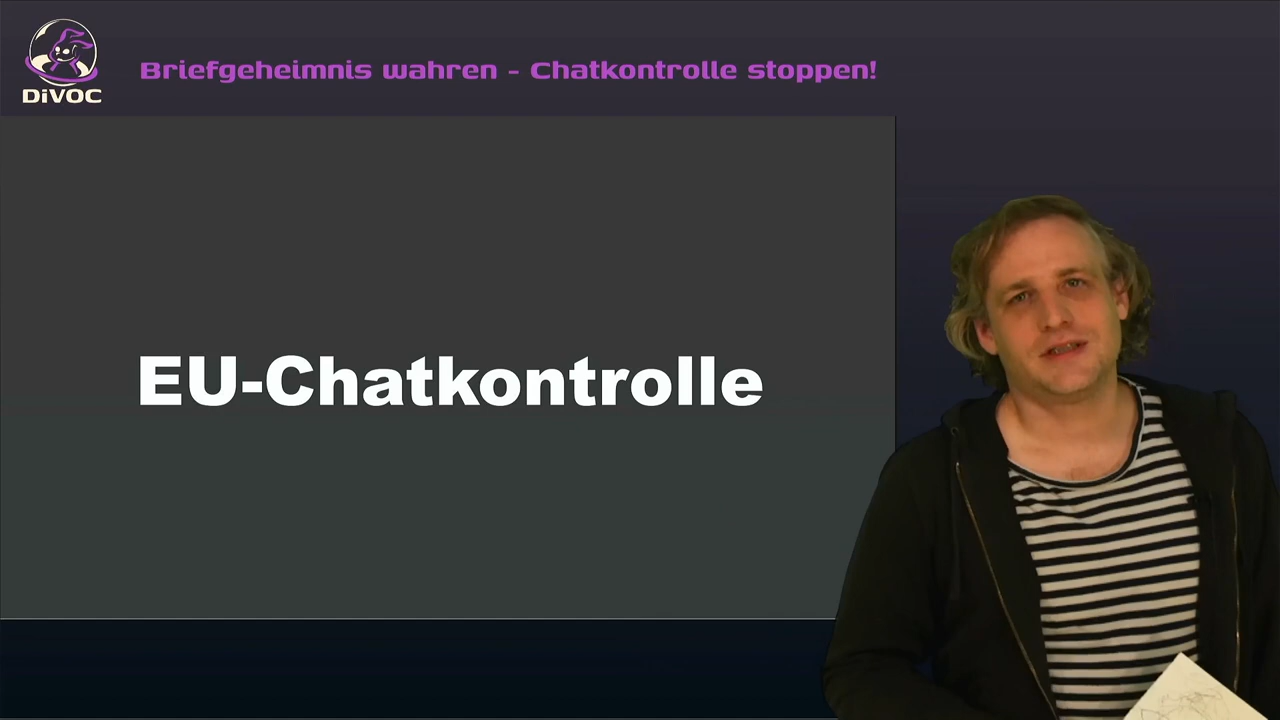 DiVOC
Briefgeheimnis wahren - Chatkontrolle stoppen!
EU-Chatkontrolle